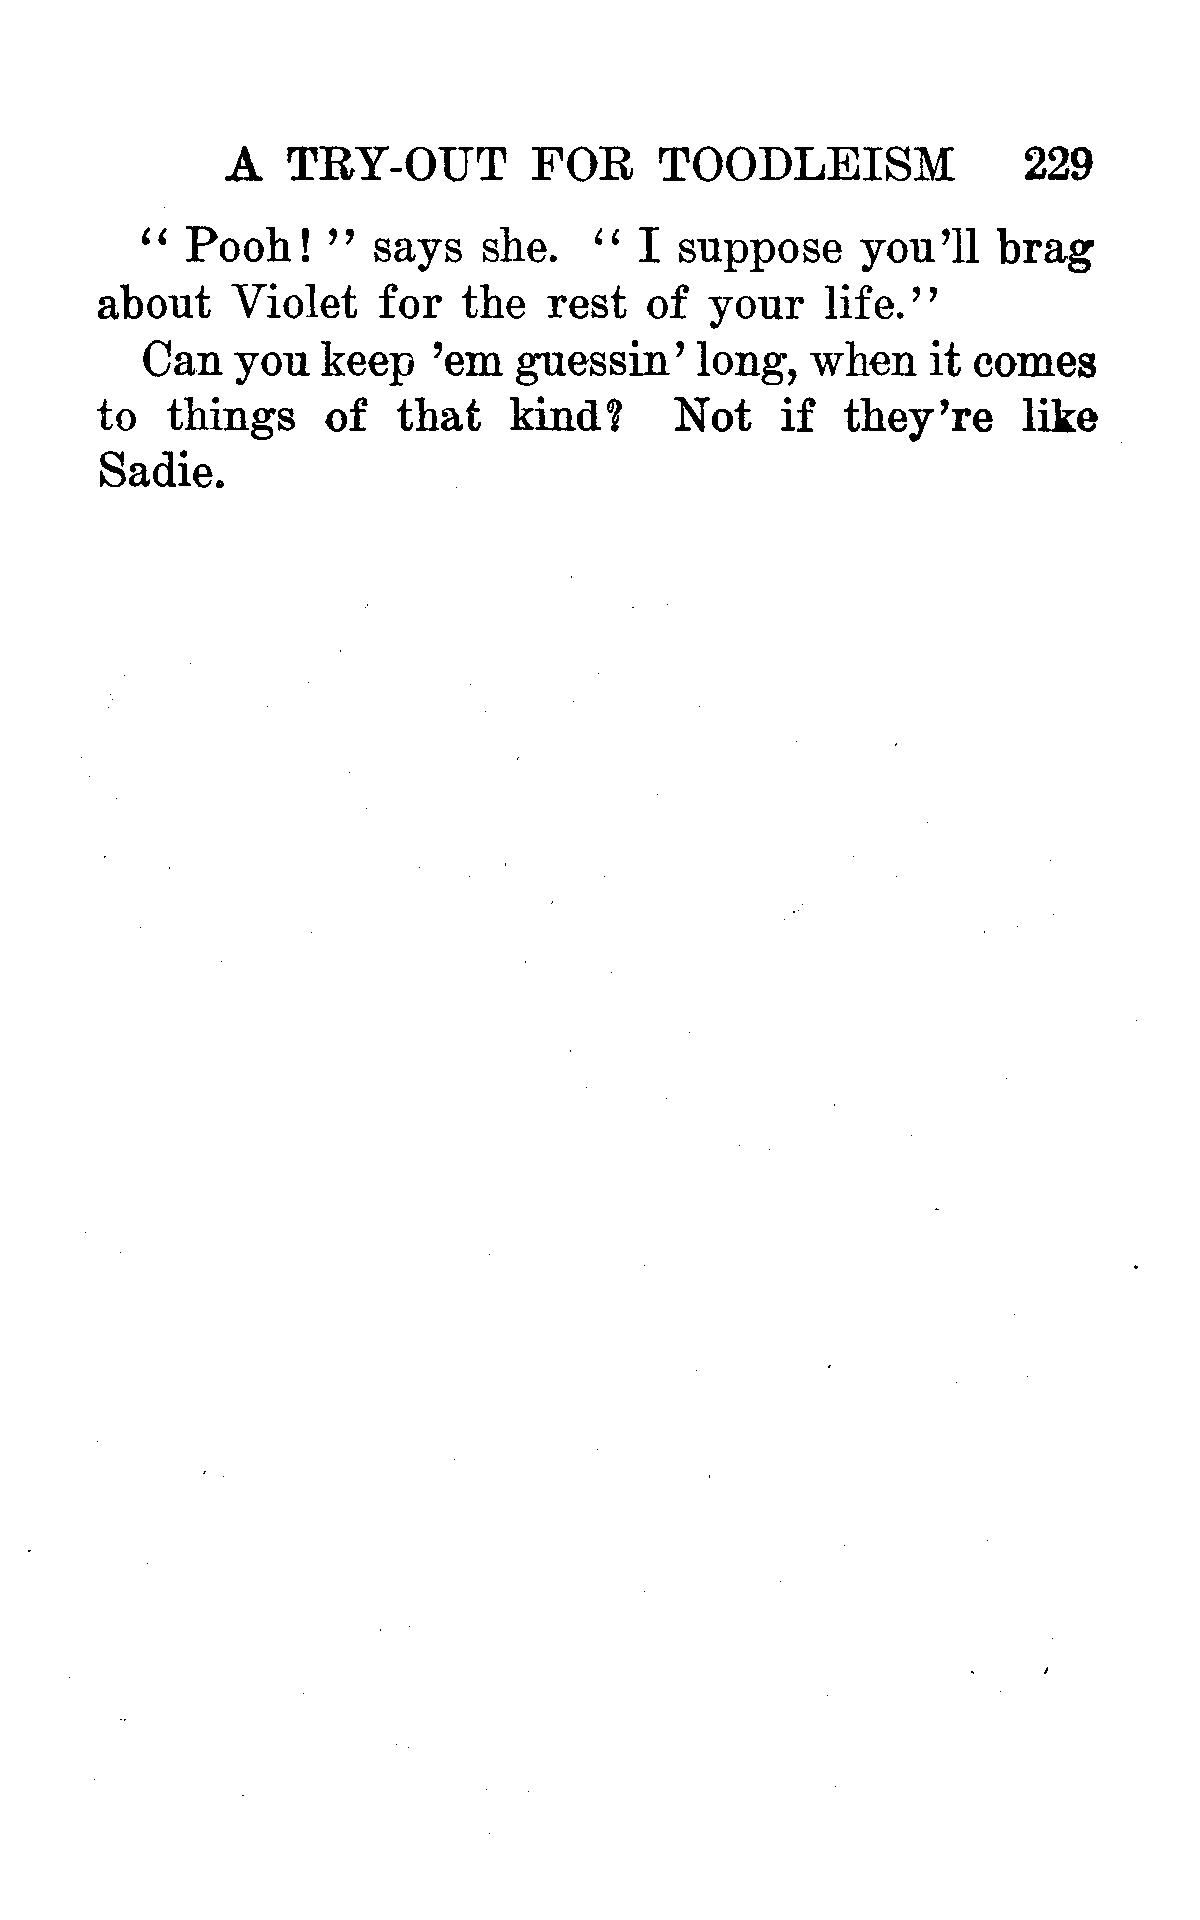 A TRY-OUT FOR TOODLEISM 229
“ Pooh! ” says she. “ I suppose you’ll brag
about Violet for the rest of your life.”
Can you keep ’em guessin’ long, when it comes
to things of that kind? Not if they’re like
Sadie.